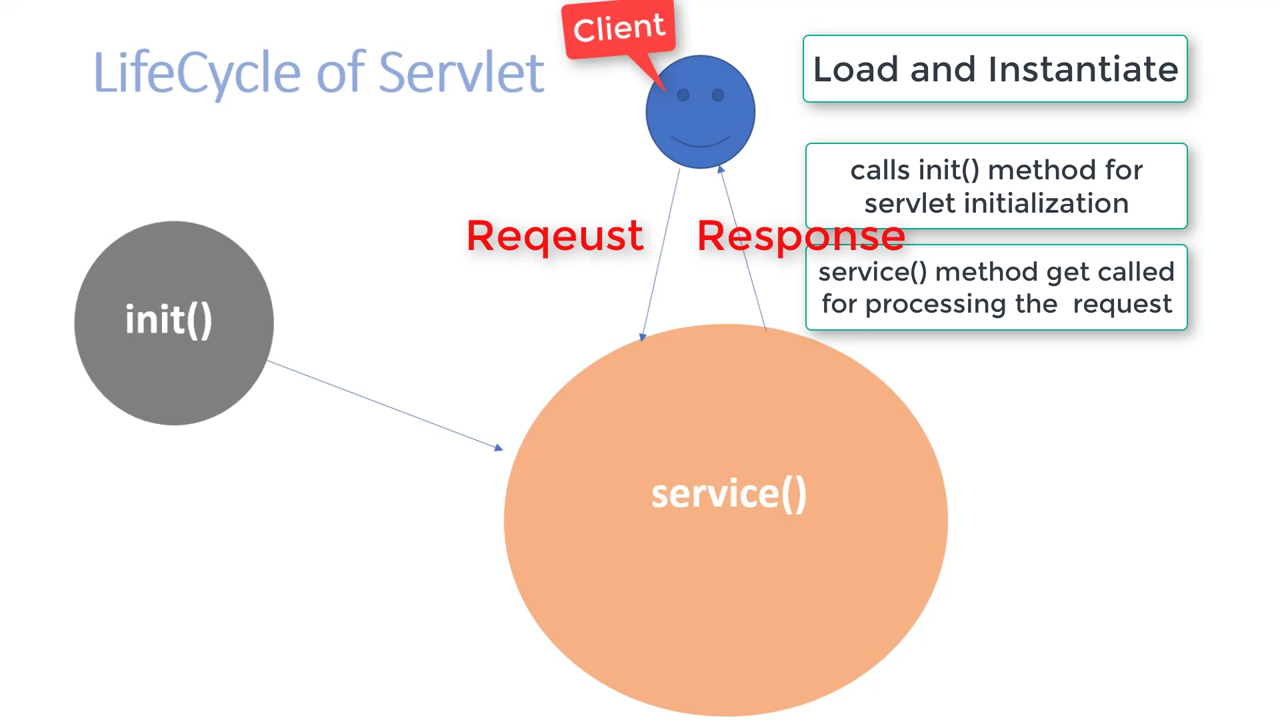 Client
LifeCycle of Servlet
Load and Instantiate
calls init() method for
servlet initialization
Reqeust
Response
service() method get called
for processing the request
init()
service()